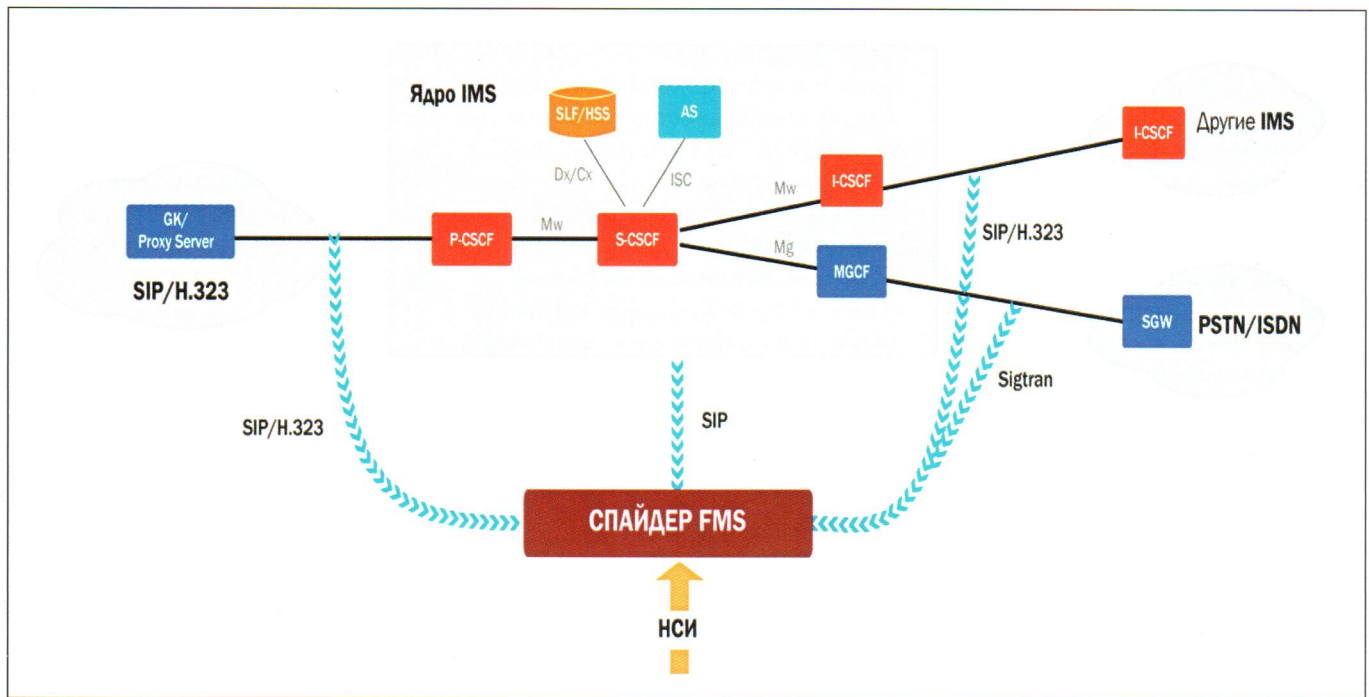 Ядро IMS
SLF/HSS
AS
I-CSCF
Другие IMS
Dx/Cx
ISC
Mw
I-CSCF
GK/
Proxy Server
P-CSCF
Mw
S-CSCF
SIP/H.323
Mg
MGCF
SIP/H.323
SGW
PSTN/ISDN
Sigtran
SIP/H.323
SIP
СПАЙДЕР FMS
НСИ